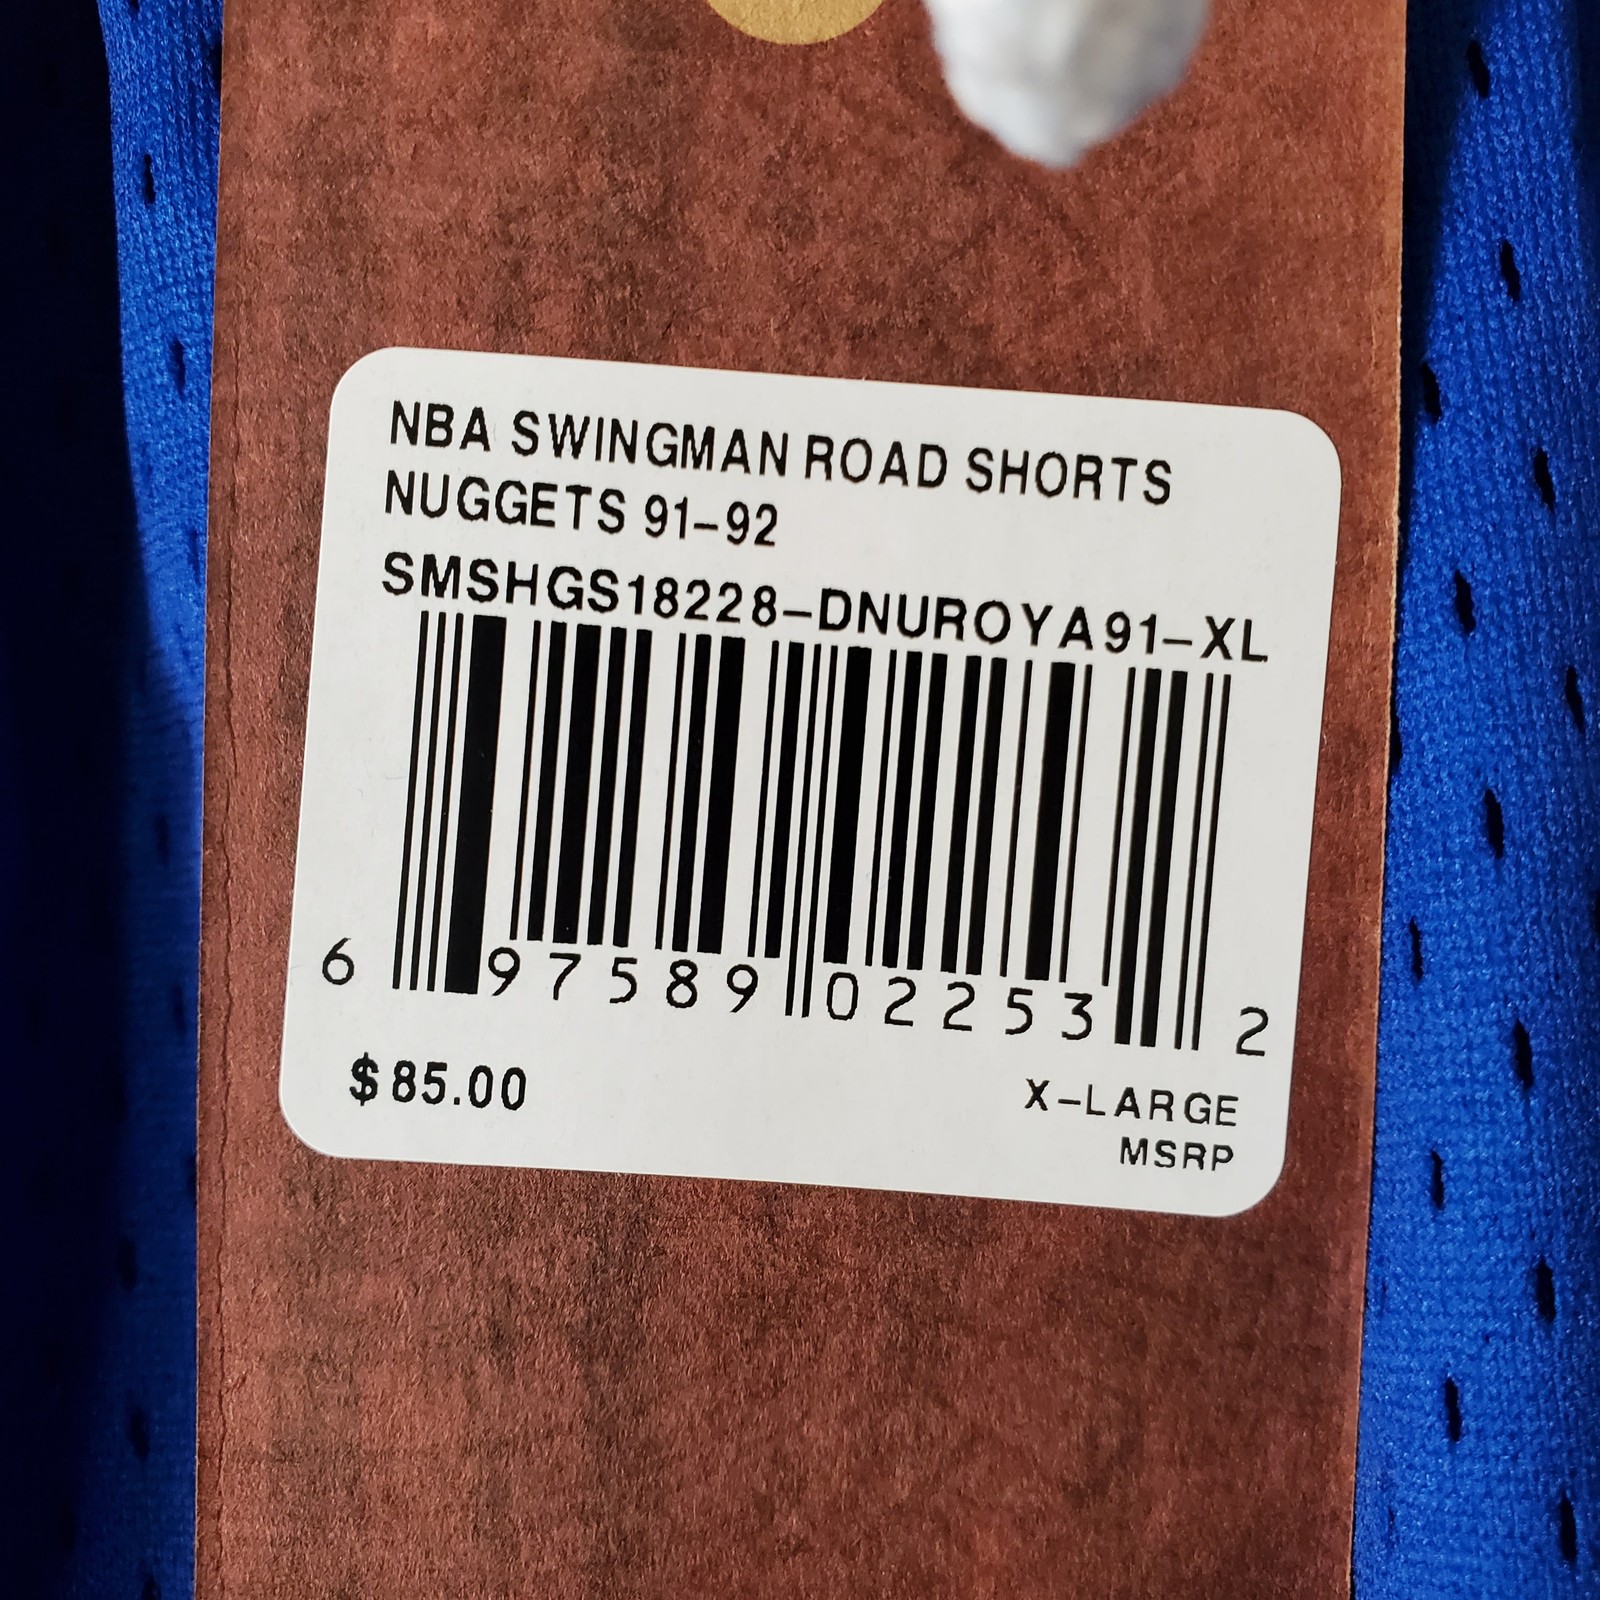 NBA SWINGMAN ROAD SHORTS
NUGGETS 91-92
SMSHGS18228-DNUROYA91-XL
6 97589 02253 2
$85.00
X-LARGE
MSRP